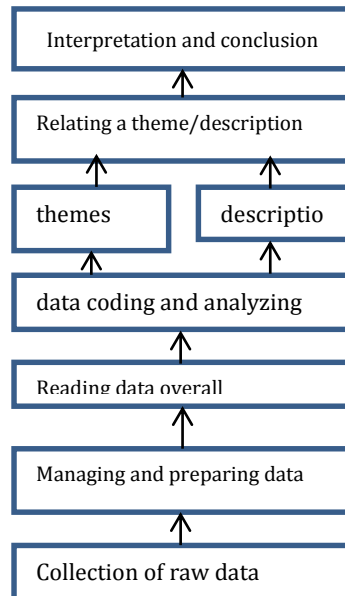 Interpretation and conclusion
Relating a theme/description
themes
descriptio
data coding and analyzing
Reading data overall
Managing and preparing data
Collection of raw data